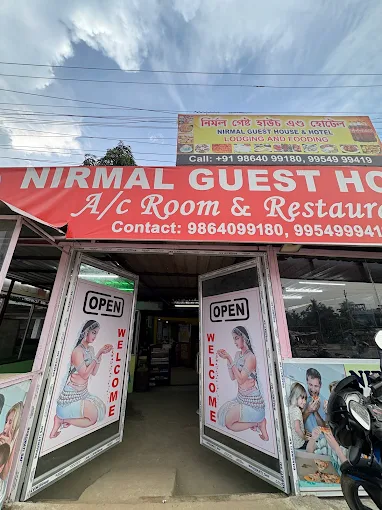 নির্মল গেষ্ট হাউচ এণ্ড হোটেল
NIRMAL GUEST HOUSE & HOTEL
LODGING AND FOODING
Call: +91 98640 99180, 99549 99419
NIRMAL GUEST HO
A/c Room & Restaura
Contact: 9864099180, 995499941
OPEN
WELCOME
OPEN
WELCOME